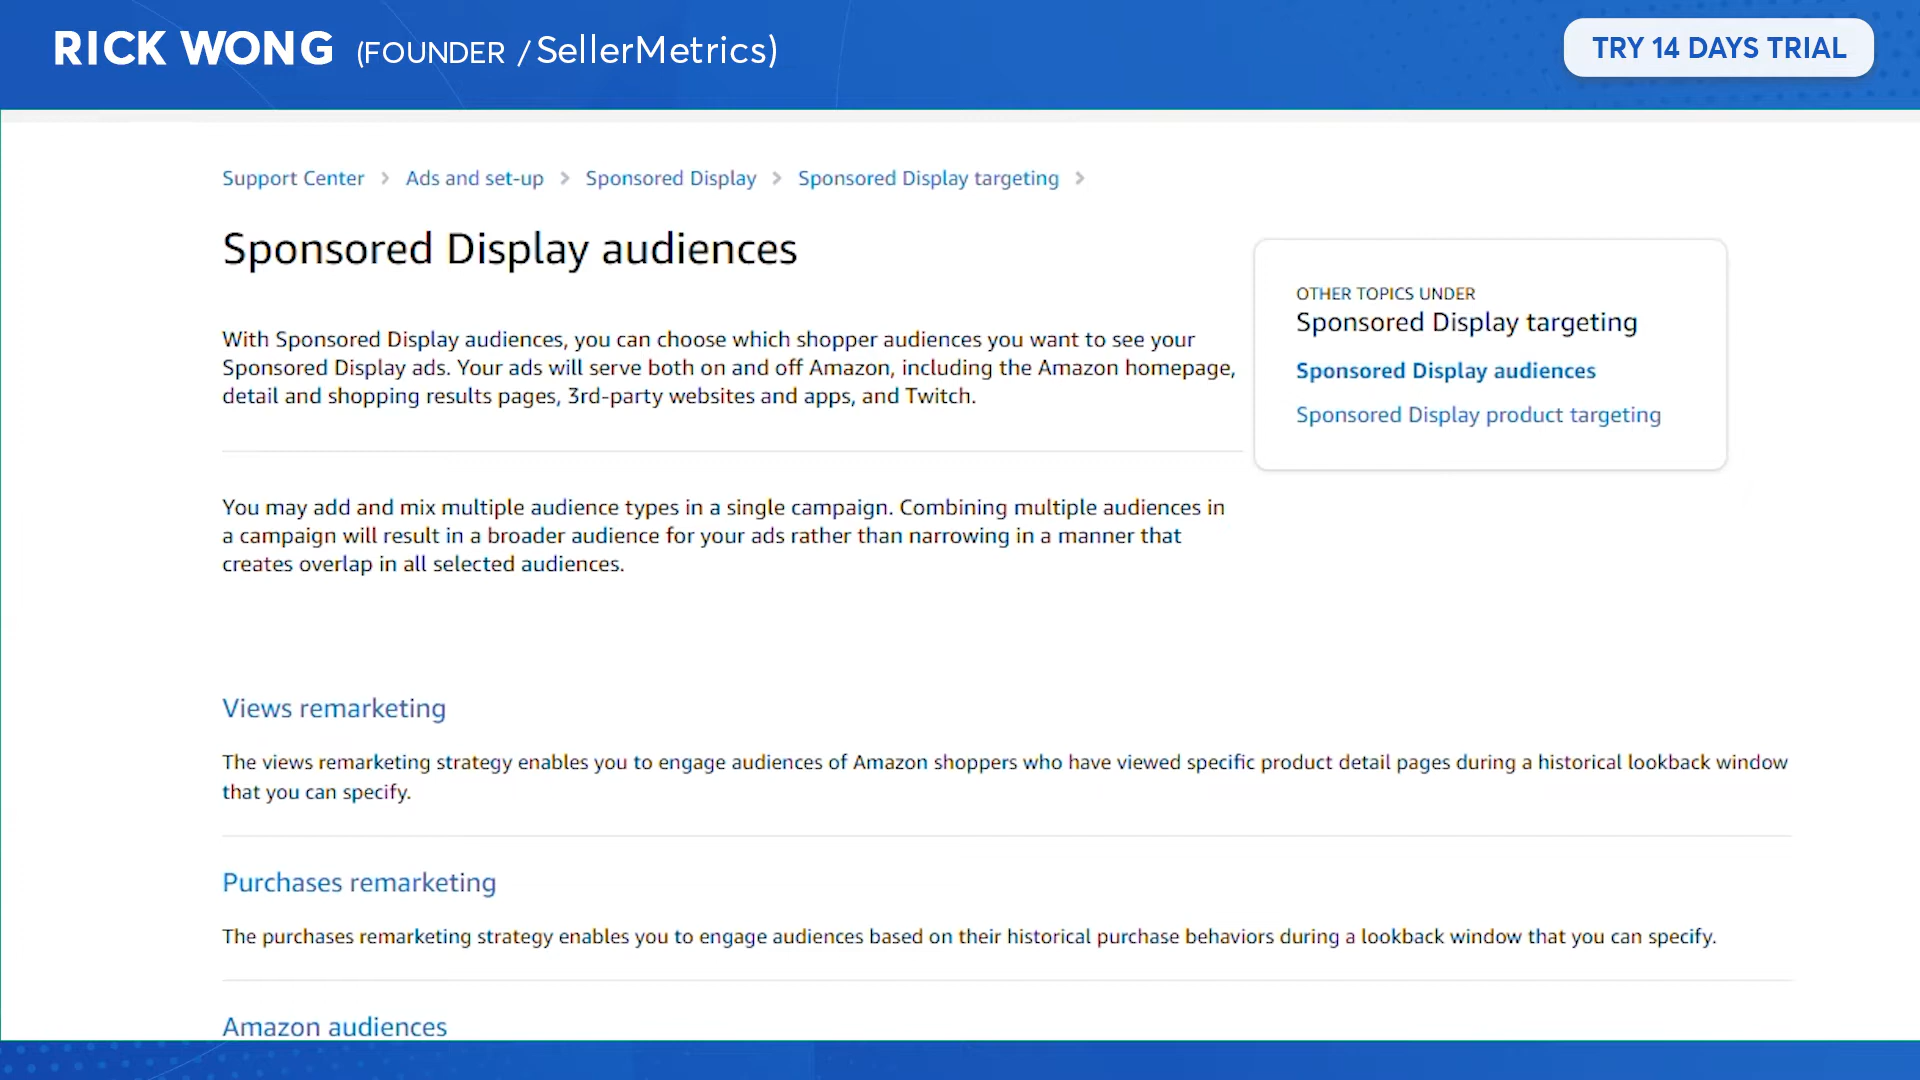 RICK WONG (FOUNDER / SellerMetrics)
TRY 14 DAYS TRIAL
Support Center > Ads and set-up > Sponsored Display > Sponsored Display targeting >
Sponsored Display audiences
With Sponsored Display audiences, you can choose which shopper audiences you want to see your
Sponsored Display ads. Your ads will serve both on and off Amazon, including the Amazon homepage,
detail and shopping results pages, 3rd-party websites and apps, and Twitch.
OTHER TOPICS UNDER
Sponsored Display targeting
Sponsored Display audiences
Sponsored Display product targeting
You may add and mix multiple audience types in a single campaign. Combining multiple audiences in
a campaign will result in a broader audience for your ads rather than narrowing in a manner that
creates overlap in all selected audiences.
Views remarketing
The views remarketing strategy enables you to engage audiences of Amazon shoppers who have viewed specific product detail pages during a historical lookback window
that you can specify.
Purchases remarketing
The purchases remarketing strategy enables you to engage audiences based on their historical purchase behaviors during a lookback window that you can specify.
Amazon audiences